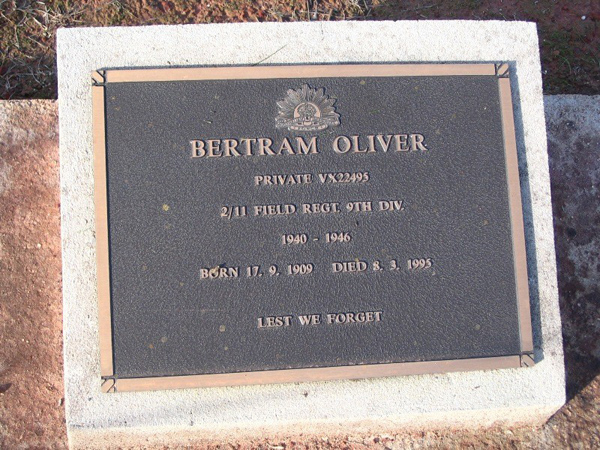 BERTRAM OLIVER
PRIVATE VX22495
2/11 FIELD REGT. 9TH DIV.
1940 - 1946
BORN 17. 9. 1909 DIED 8. 3. 1995
LEST WE FORGET